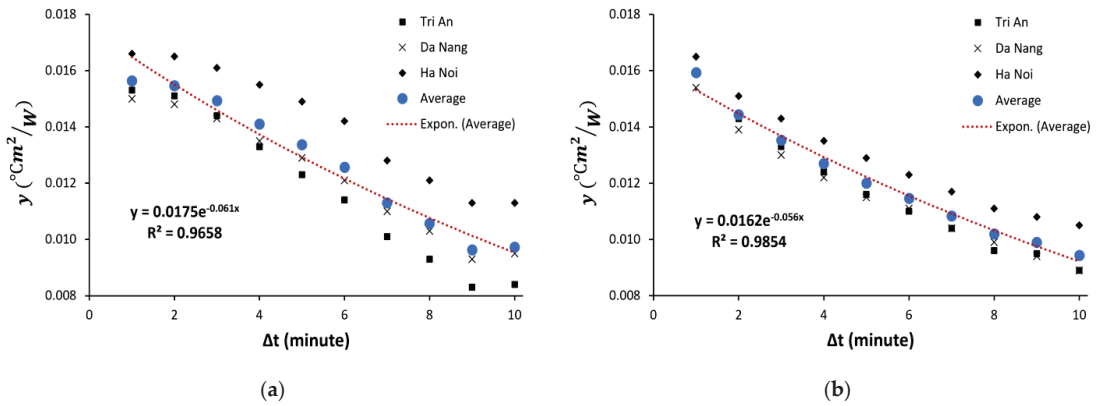 0.018
0.016
0.014
0.012
0.010
0.008
y (°Cm²/W)
0
2
4
6
8
10
Δt (minute)
Tri An
Da Nang
Ha Noi
Average
Expon. (Average)
y = 0.0175e^-0.061x
R² = 0.9658
(a)
0.018
0.016
0.014
0.012
0.010
0.008
y (°Cm²/W)
0
2
4
6
8
10
Δt (minute)
Tri An
Da Nang
Ha Noi
Average
Expon. (Average)
y = 0.0162e^-0.056x
R² = 0.9854
(b)